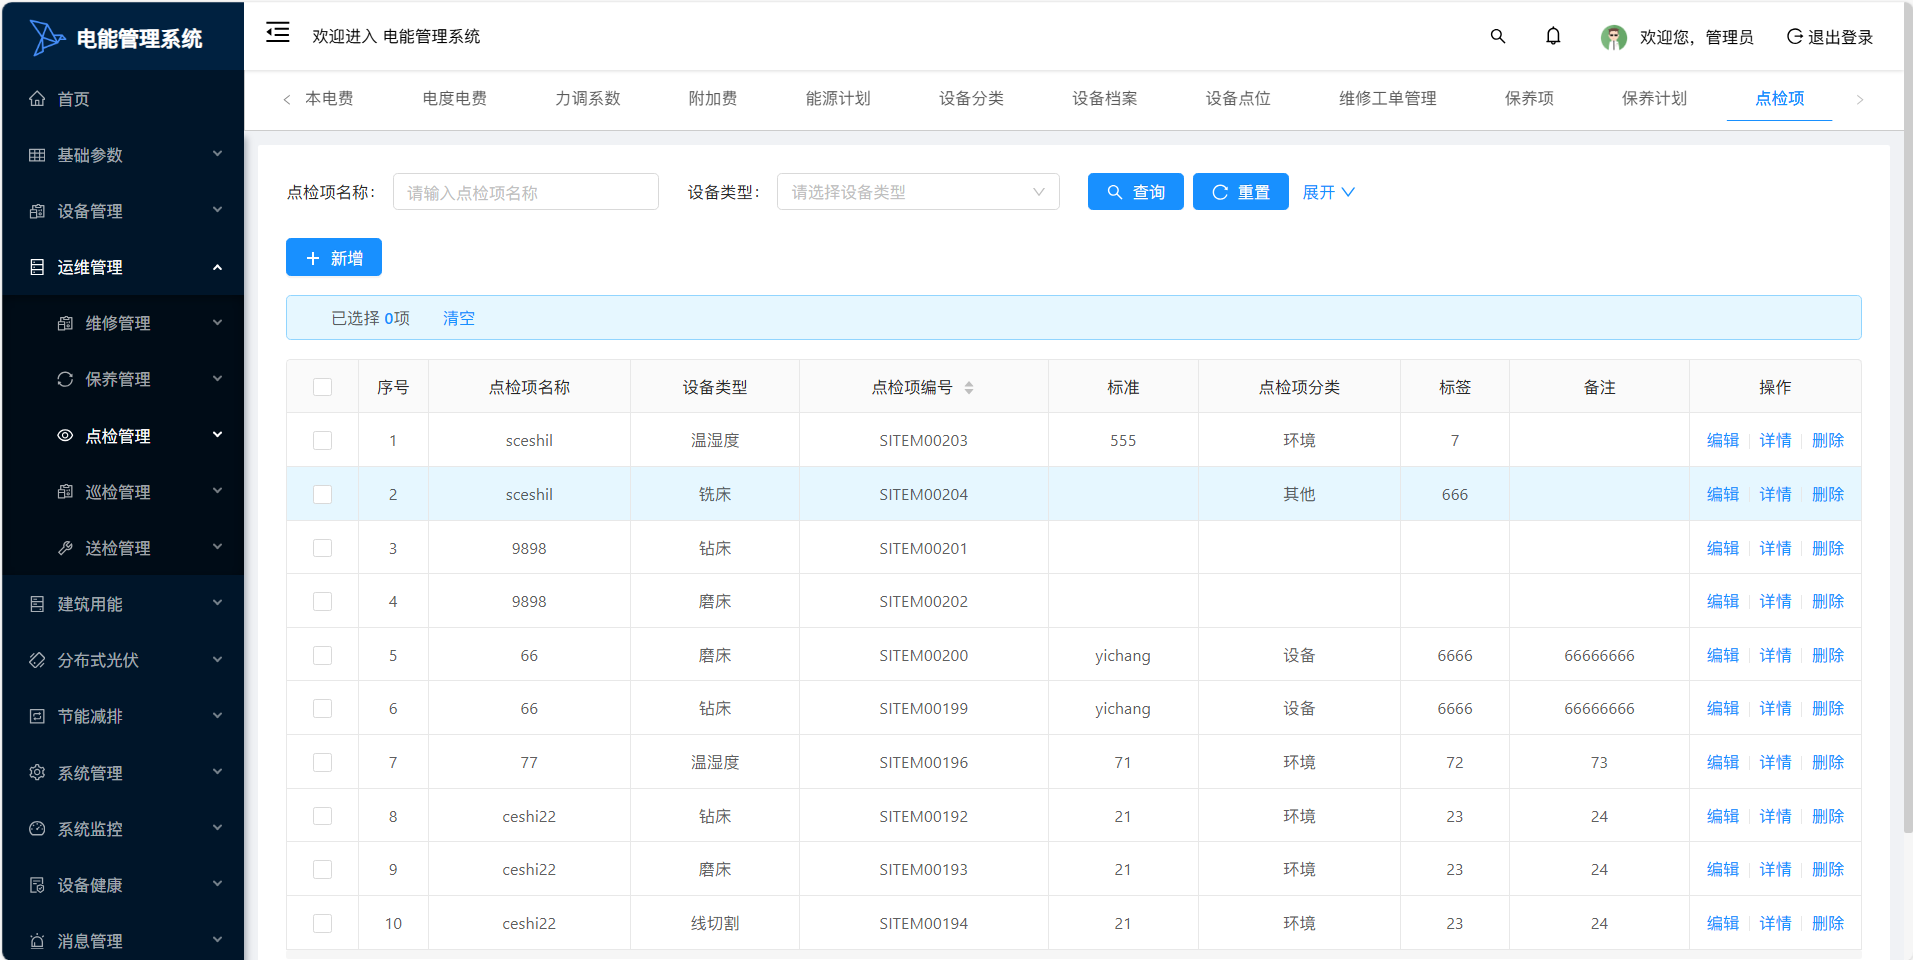 电能管理系统
欢迎进入 电能管理系统
欢迎您，管理员
退出登录
首页
基础参数
设备管理
运维管理
维修管理
保养管理
点检管理
巡检管理
送检管理
建筑用能
分布式光伏
节能减排
系统管理
系统监控
设备健康
消息管理
本电费 电度电费 力调系数 附加费 能源计划 设备分类 设备档案 设备点位 维修工单管理 保养项 保养计划 点检项
点检项名称： 请输入点检项名称 设备类型： 请选择设备类型 查询 重置 展开
新增
已选择 0项 清空
序号 点检项名称 设备类型 点检项编号 标准 点检项分类 标签 备注 操作
1 sceshil 温湿度 SITEM00203 555 环境 7 编辑 详情 删除
2 sceshil 铣床 SITEM00204 其他 666 编辑 详情 删除
3 9898 钻床 SITEM00201 编辑 详情 删除
4 9898 磨床 SITEM00202 编辑 详情 删除
5 66 磨床 SITEM00200 yichang 设备 6666 66666666 编辑 详情 删除
6 66 钻床 SITEM00199 yichang 设备 6666 66666666 编辑 详情 删除
7 77 温湿度 SITEM00196 71 环境 72 73 编辑 详情 删除
8 ceshi22 钻床 SITEM00192 21 环境 23 24 编辑 详情 删除
9 ceshi22 磨床 SITEM00193 21 环境 23 24 编辑 详情 删除
10 ceshi22 线切割 SITEM00194 21 环境 23 24 编辑 详情 删除